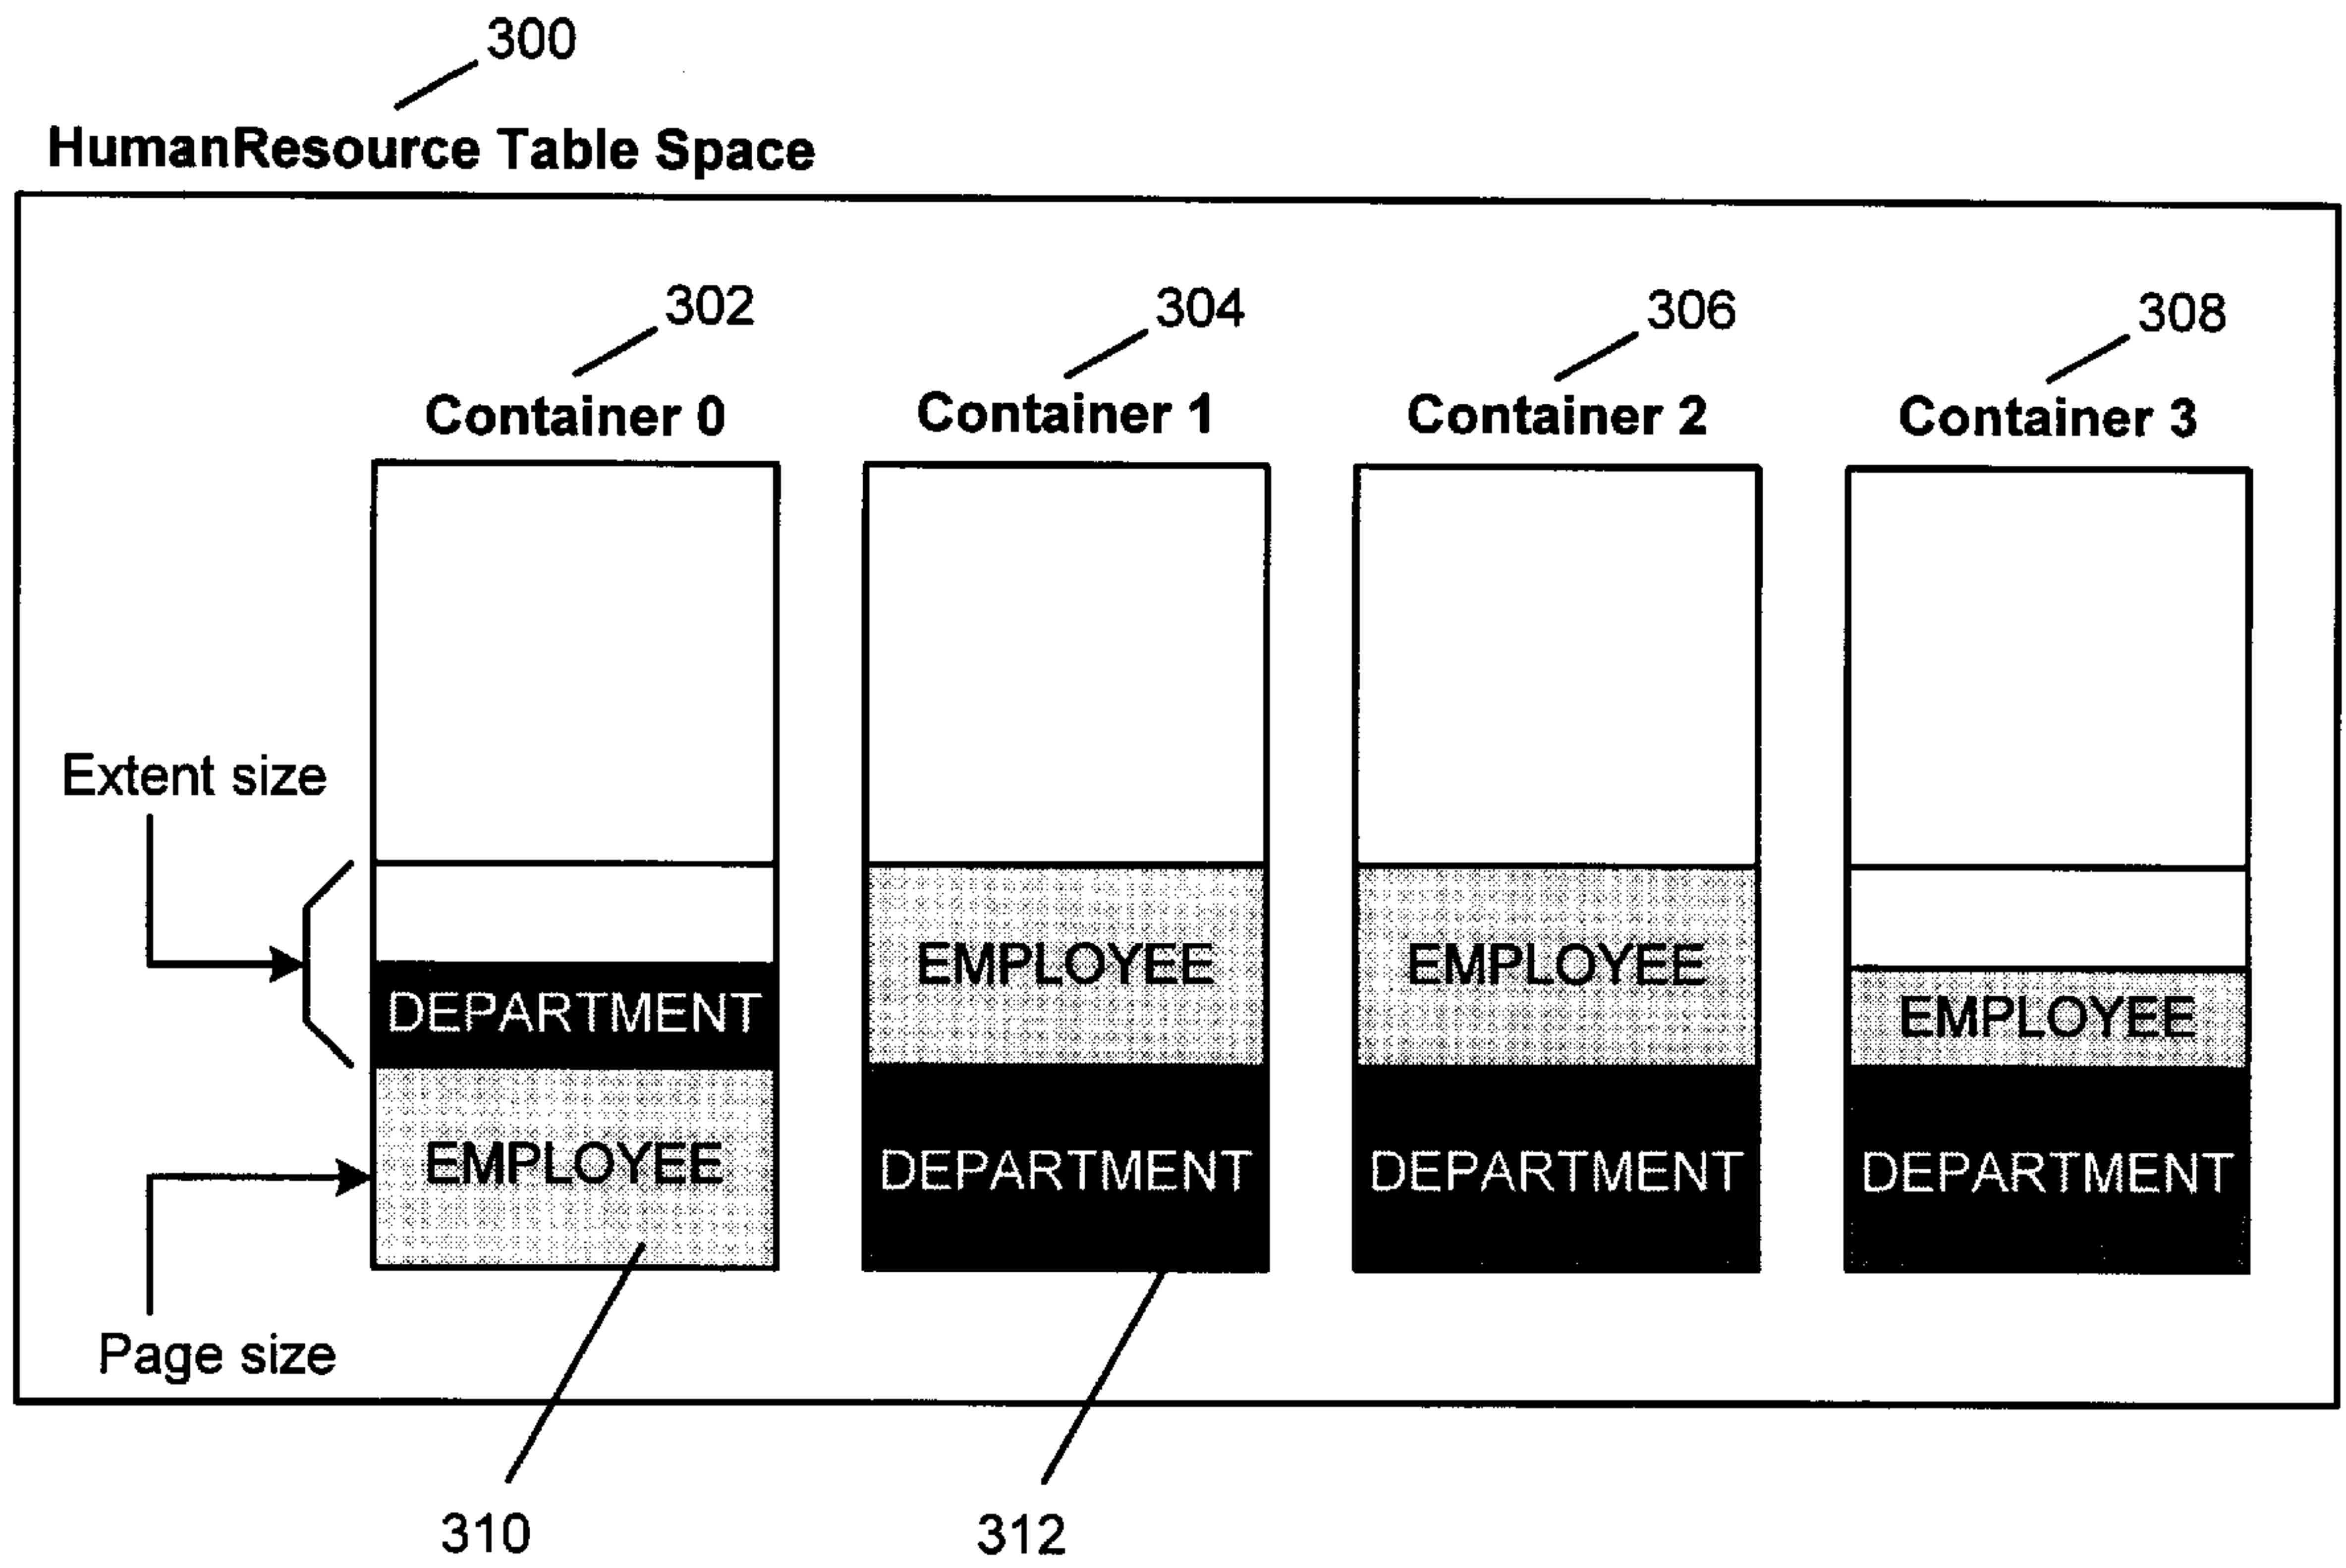 300
HumanResource Table Space
302
304
306
308
Container 0
Container 1
Container 2
Container 3
Extent size
EMPLOYEE
EMPLOYEE
DEPARTMENT
EMPLOYEE
EMPLOYEE
DEPARTMENT
DEPARTMENT
DEPARTMENT
Page size
310
312